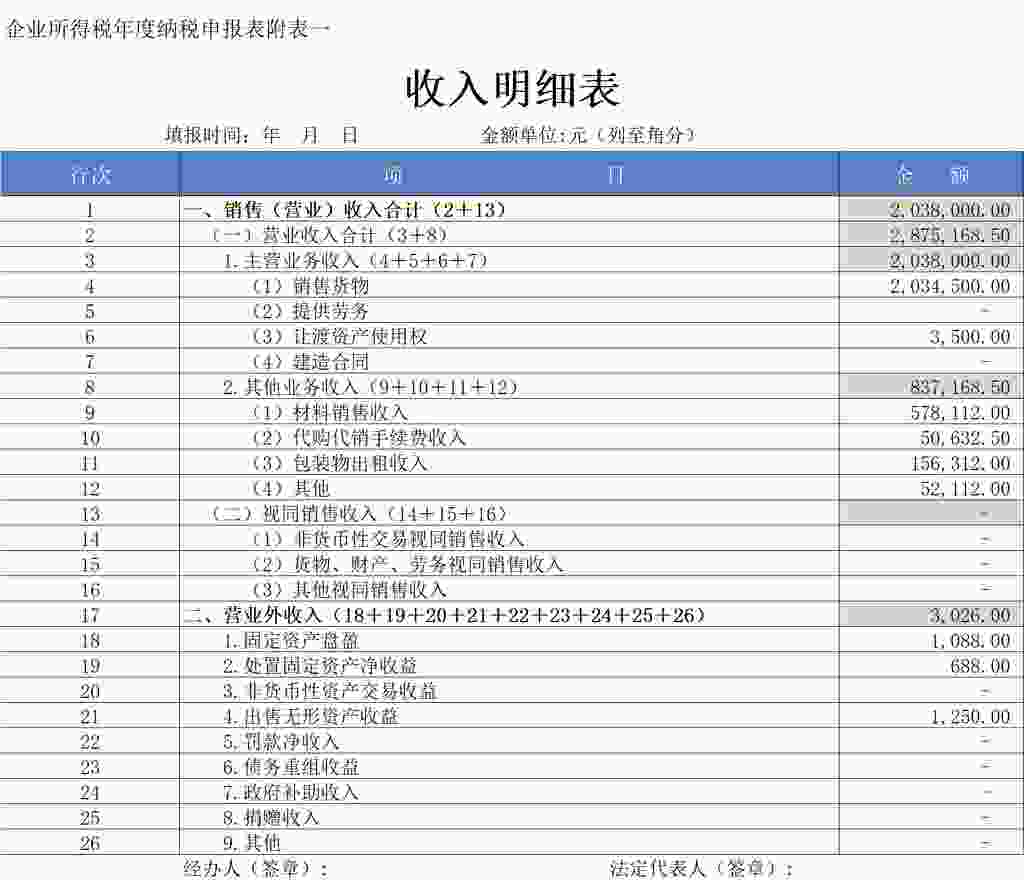 企业所得税年度纳税申报表附表一
收入明细表
填报时间：年 月 日 金额单位:元（列至角分）
行次 项 目 金 额
1 一、销售（营业）收入合计（2＋13） 2,038,000.00
2 （一）营业收入合计（3＋8） 2,875,168.50
3 1.主营业务收入（4＋5＋6＋7） 2,038,000.00
4 （1）销售货物 2,034,500.00
5 （2）提供劳务 -
6 （3）让渡资产使用权 3,500.00
7 （4）建造合同 -
8 2.其他业务收入（9＋10＋11＋12） 837,168.50
9 （1）材料销售收入 578,112.00
10 （2）代购代销手续费收入 50,632.50
11 （3）包装物出租收入 156,312.00
12 （4）其他 52,112.00
13 （二）视同销售收入（14＋15＋16） -
14 （1）非货币性交易视同销售收入 -
15 （2）货物、财产、劳务视同销售收入 -
16 （3）其他视同销售收入 -
17 二、营业外收入（18＋19＋20＋21＋22＋23＋24＋25＋26） 3,026.00
18 1.固定资产盘盈 1,088.00
19 2.处置固定资产净收益 688.00
20 3.非货币性资产交易收益 -
21 4.出售无形资产收益 1,250.00
22 5.罚款净收入 -
23 6.债务重组收益 -
24 7.政府补助收入 -
25 8.捐赠收入 -
26 9.其他 -
经办人（签章）： 法定代表人（签章）：